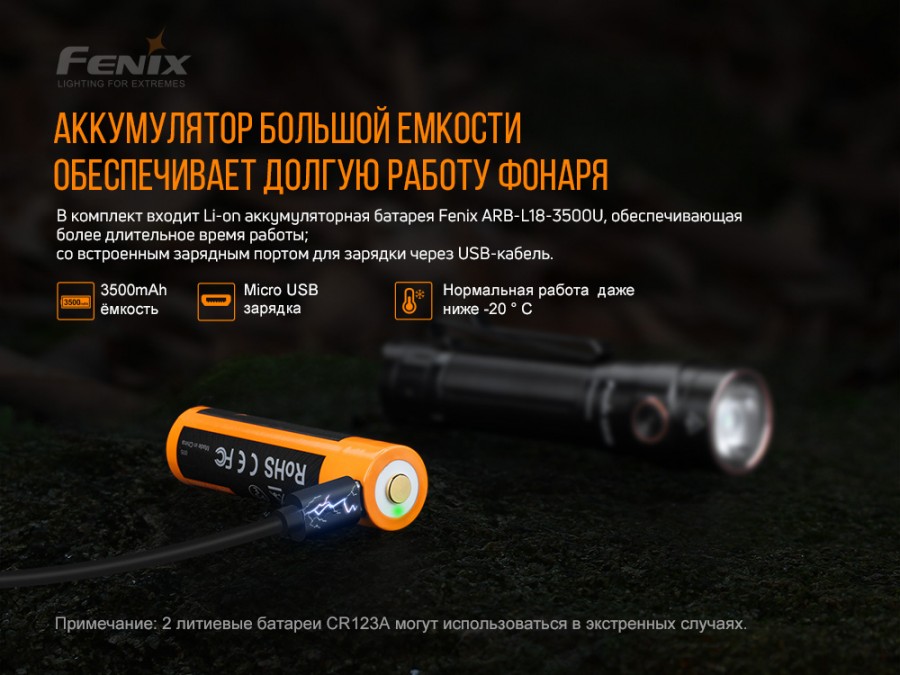 FENIX
LIGHTING FOR EXTREMES
АККУМУЛЯТОР БОЛЬШОЙ ЕМКОСТИ
ОБЕСПЕЧИВАЕТ ДОЛГУЮ РАБОТУ ФОНАРЯ
В комплект входит Li-on аккумуляторная батарея Fenix ARB-L18-3500U, обеспечивающая
более длительное время работы;
со встроенным зарядным портом для зарядки через USB-кабель.
3500mAh
3500mAh
ёмкость
Micro USB
зарядка
Нормальная работа даже
ниже -20 ° C
Made in China
RoHS CE FC
Примечание: 2 литиевые батареи CR123A могут использоваться в экстренных случаях.